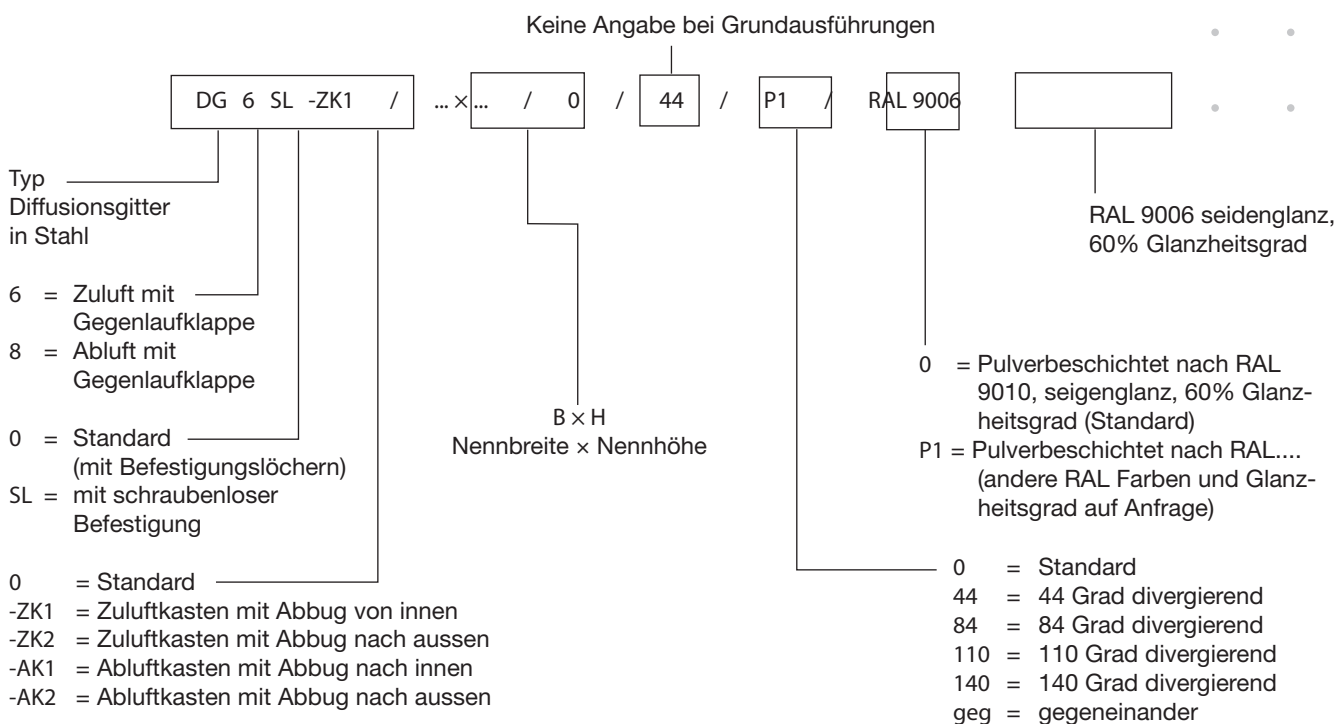 Keine Angabe bei Grundausführungen
DG 6 SL -ZK1 / ... × ... / 0 / 44 / P1 / RAL 9006
Typ
Diffusionsgitter
in Stahl
6 = Zuluft mit
Gegenlaufklappe
8 = Abluft mit
Gegenlaufklappe
0 = Standard
(mit Befestigungslöchern)
SL = mit schraubenloser
Befestigung
0 = Standard
-ZK1 = Zuluftkasten mit Abbug von innen
-ZK2 = Zuluftkasten mit Abbug nach aussen
-AK1 = Abluftkasten mit Abbug nach innen
-AK2 = Abluftkasten mit Abbug nach aussen
B × H
Nennbreite × Nennhöhe
RAL 9006 seidenglanz,
60% Glanzheitsgrad
0 = Pulverbeschichtet nach RAL
9010, seigenglanz, 60% Glanz-
heitsgrad (Standard)
P1 = Pulverbeschichtet nach RAL....
(andere RAL Farben und Glanz-
heitsgrad auf Anfrage)
0 = Standard
44 = 44 Grad divergierend
84 = 84 Grad divergierend
110 = 110 Grad divergierend
140 = 140 Grad divergierend
geg = gegeneinander